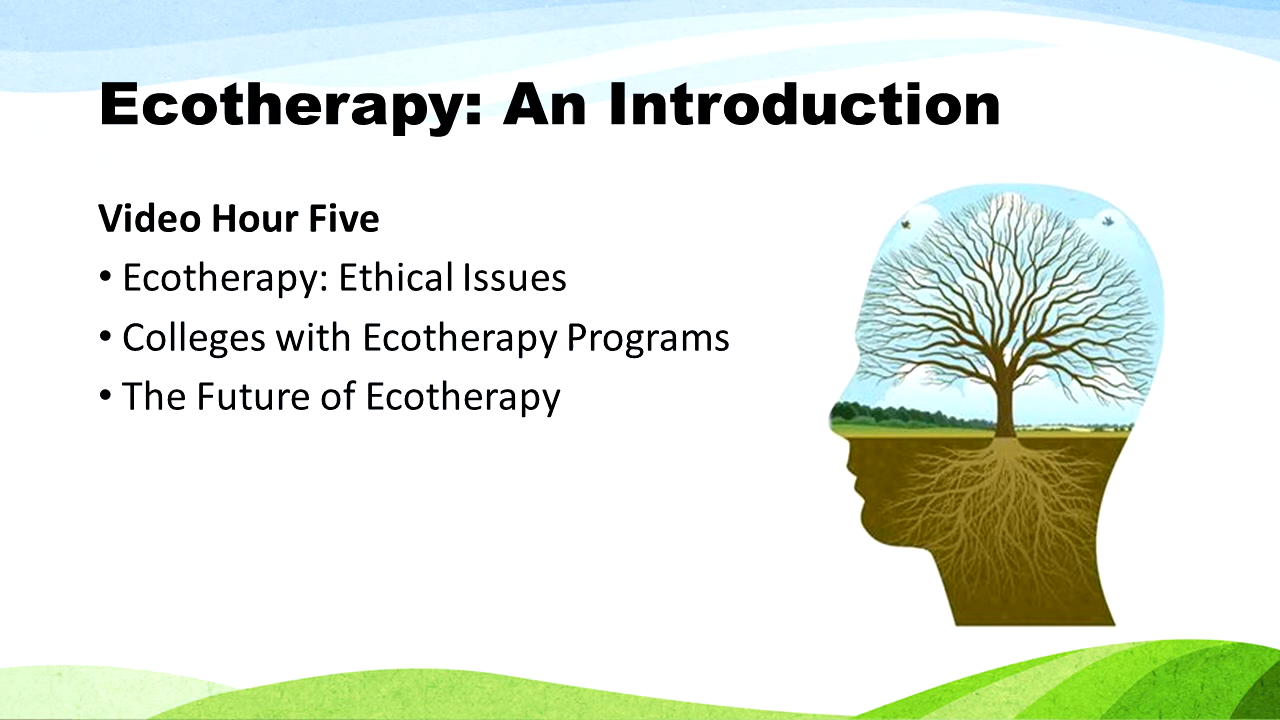 Ecotherapy: An Introduction
Video Hour Five
• Ecotherapy: Ethical Issues
• Colleges with Ecotherapy Programs
• The Future of Ecotherapy